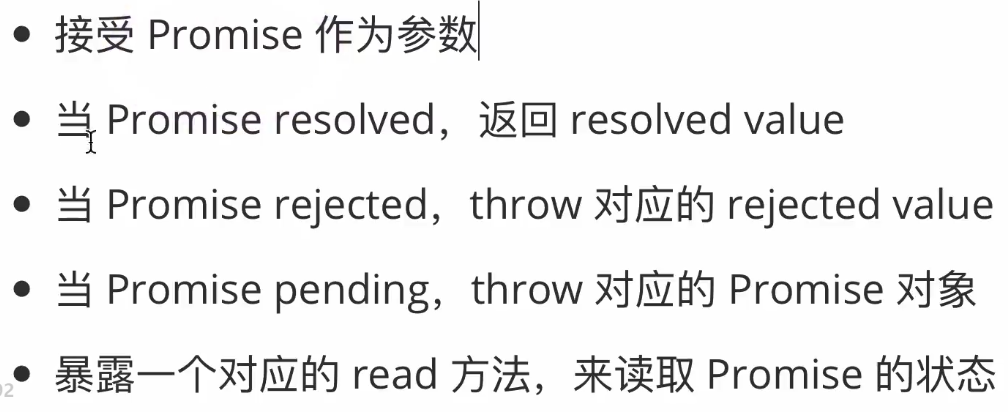 接受 Promise 作为参数
当 Promise resolved，返回 resolved value
当 Promise rejected，throw 对应的 rejected value
当 Promise pending，throw 对应的 Promise 对象
暴露一个对应的 read 方法，来读取 Promise 的状态